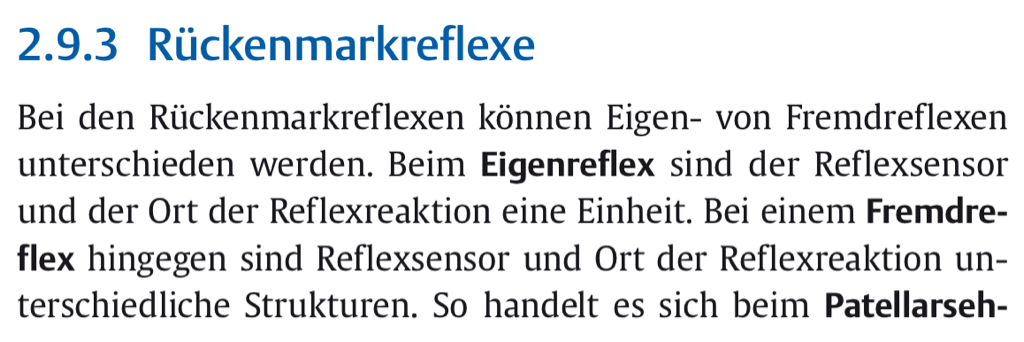 2.9.3 Rückenmarkreflexe
Bei den Rückenmarkreflexen können Eigen- von Fremdreflexen
unterschieden werden. Beim Eigenreflex sind der Reflexsensor
und der Ort der Reflexreaktion eine Einheit. Bei einem Fremdre-
flex hingegen sind Reflexsensor und Ort der Reflexreaktion un-
terschiedliche Strukturen. So handelt es sich beim Patellarseh-